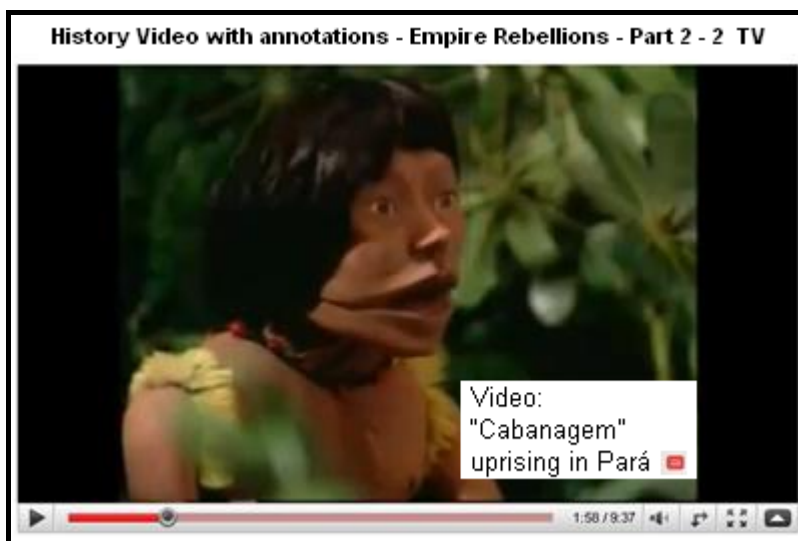 History Video with annotations - Empire Rebellions - Part 2 - 2 TV
Video:
"Cabanagem"
uprising in Pará
1:58 / 9:37